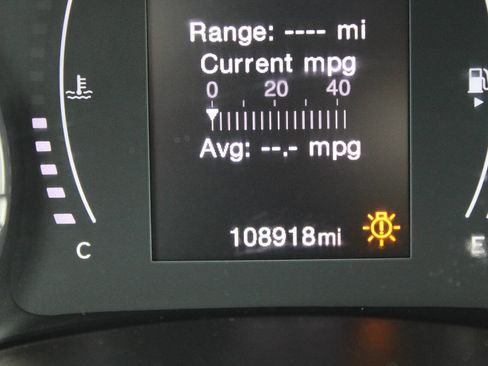 Range: ---- mi
Current mpg
0 20 40
Avg: --.- mpg
108918mi
C
E